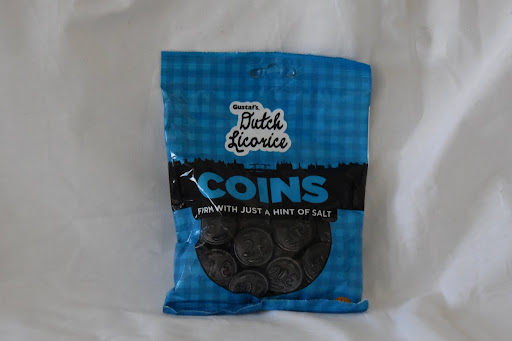 Gustaf's
Dutch
Licorice
COINS
FIRM WITH JUST A HINT OF SALT